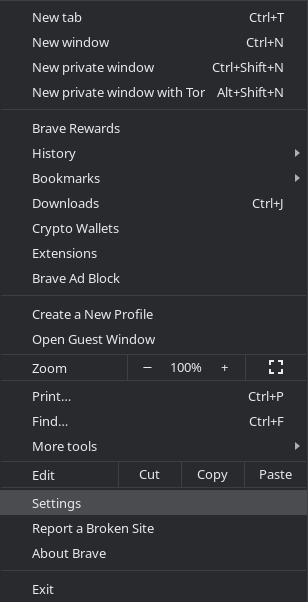 New tab Ctrl+T
New window Ctrl+N
New private window Ctrl+Shift+N
New private window with Tor Alt+Shift+N
Brave Rewards
History
Bookmarks
Downloads Ctrl+J
Crypto Wallets
Extensions
Brave Ad Block
Create a New Profile
Open Guest Window
Zoom − 100% +
Print... Ctrl+P
Find... Ctrl+F
More tools
Edit Cut Copy Paste
Settings
Report a Broken Site
About Brave
Exit